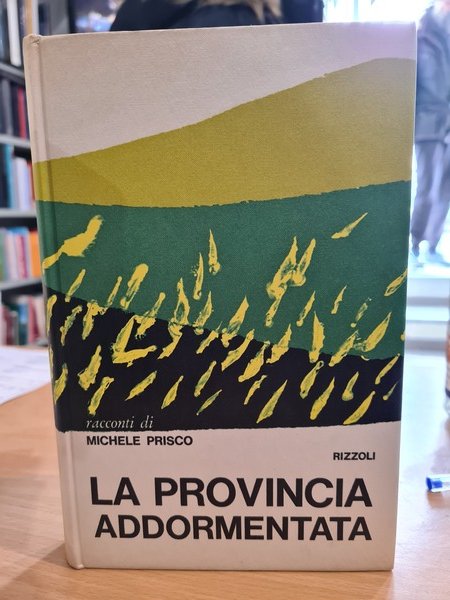 racconti di
MICHELE PRISCO
RIZZOLI
LA PROVINCIA
ADDORMENTATA